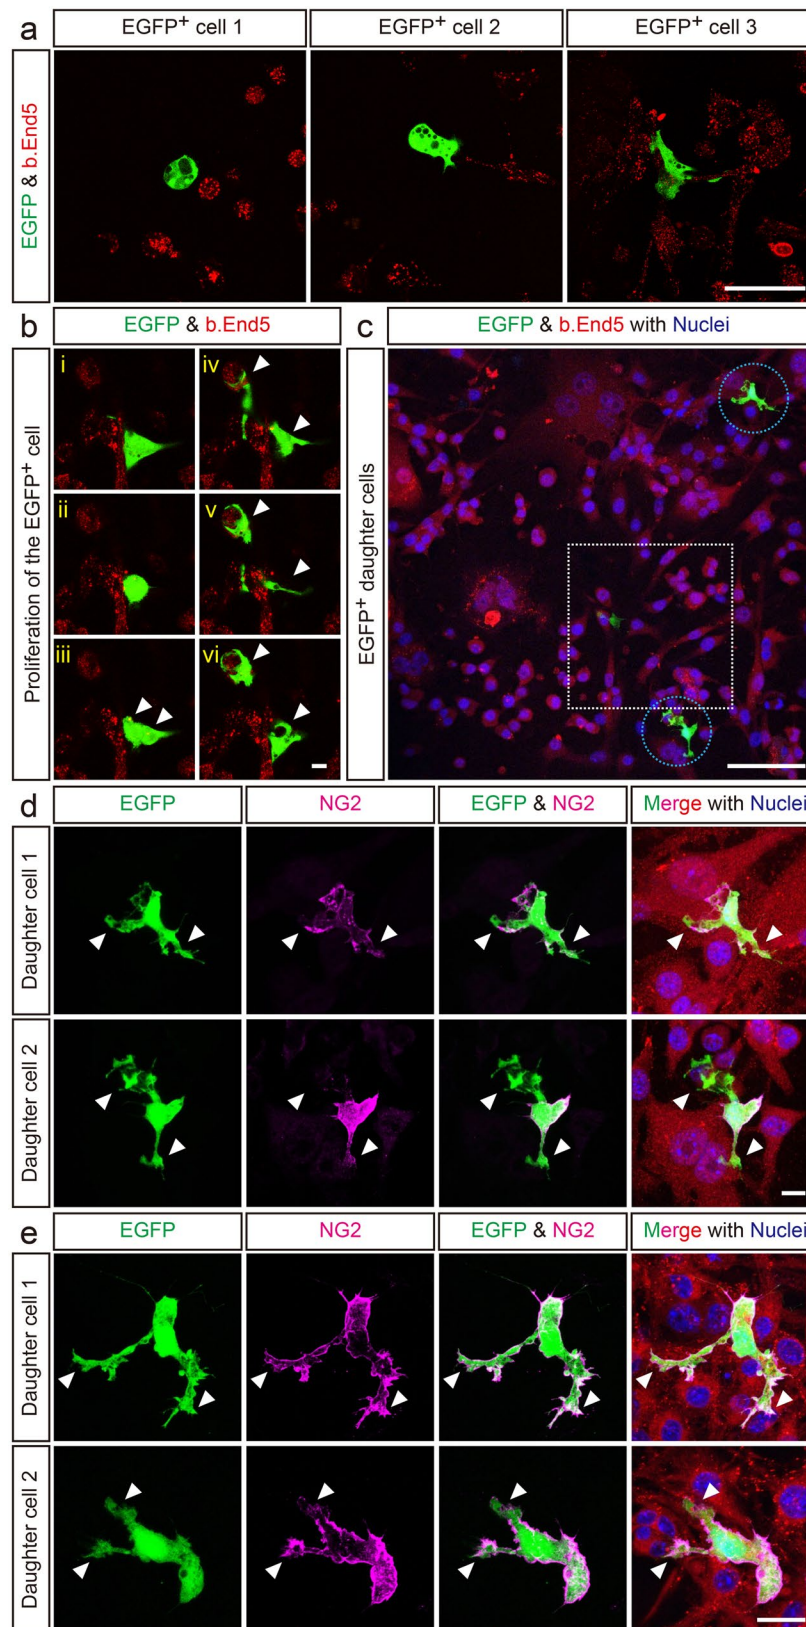 a
EGFP+ cell 1
EGFP+ cell 2
EGFP+ cell 3
EGFP & b.End5
b
EGFP & b.End5
Proliferation of the EGFP+ cell
i
iv
ii
v
iii
vi
c
EGFP & b.End5 with Nuclei
EGFP+ daughter cells
d
EGFP
NG2
EGFP & NG2
Merge with Nuclei
Daughter cell 1
Daughter cell 2
e
EGFP
NG2
EGFP & NG2
Merge with Nuclei
Daughter cell 1
Daughter cell 2